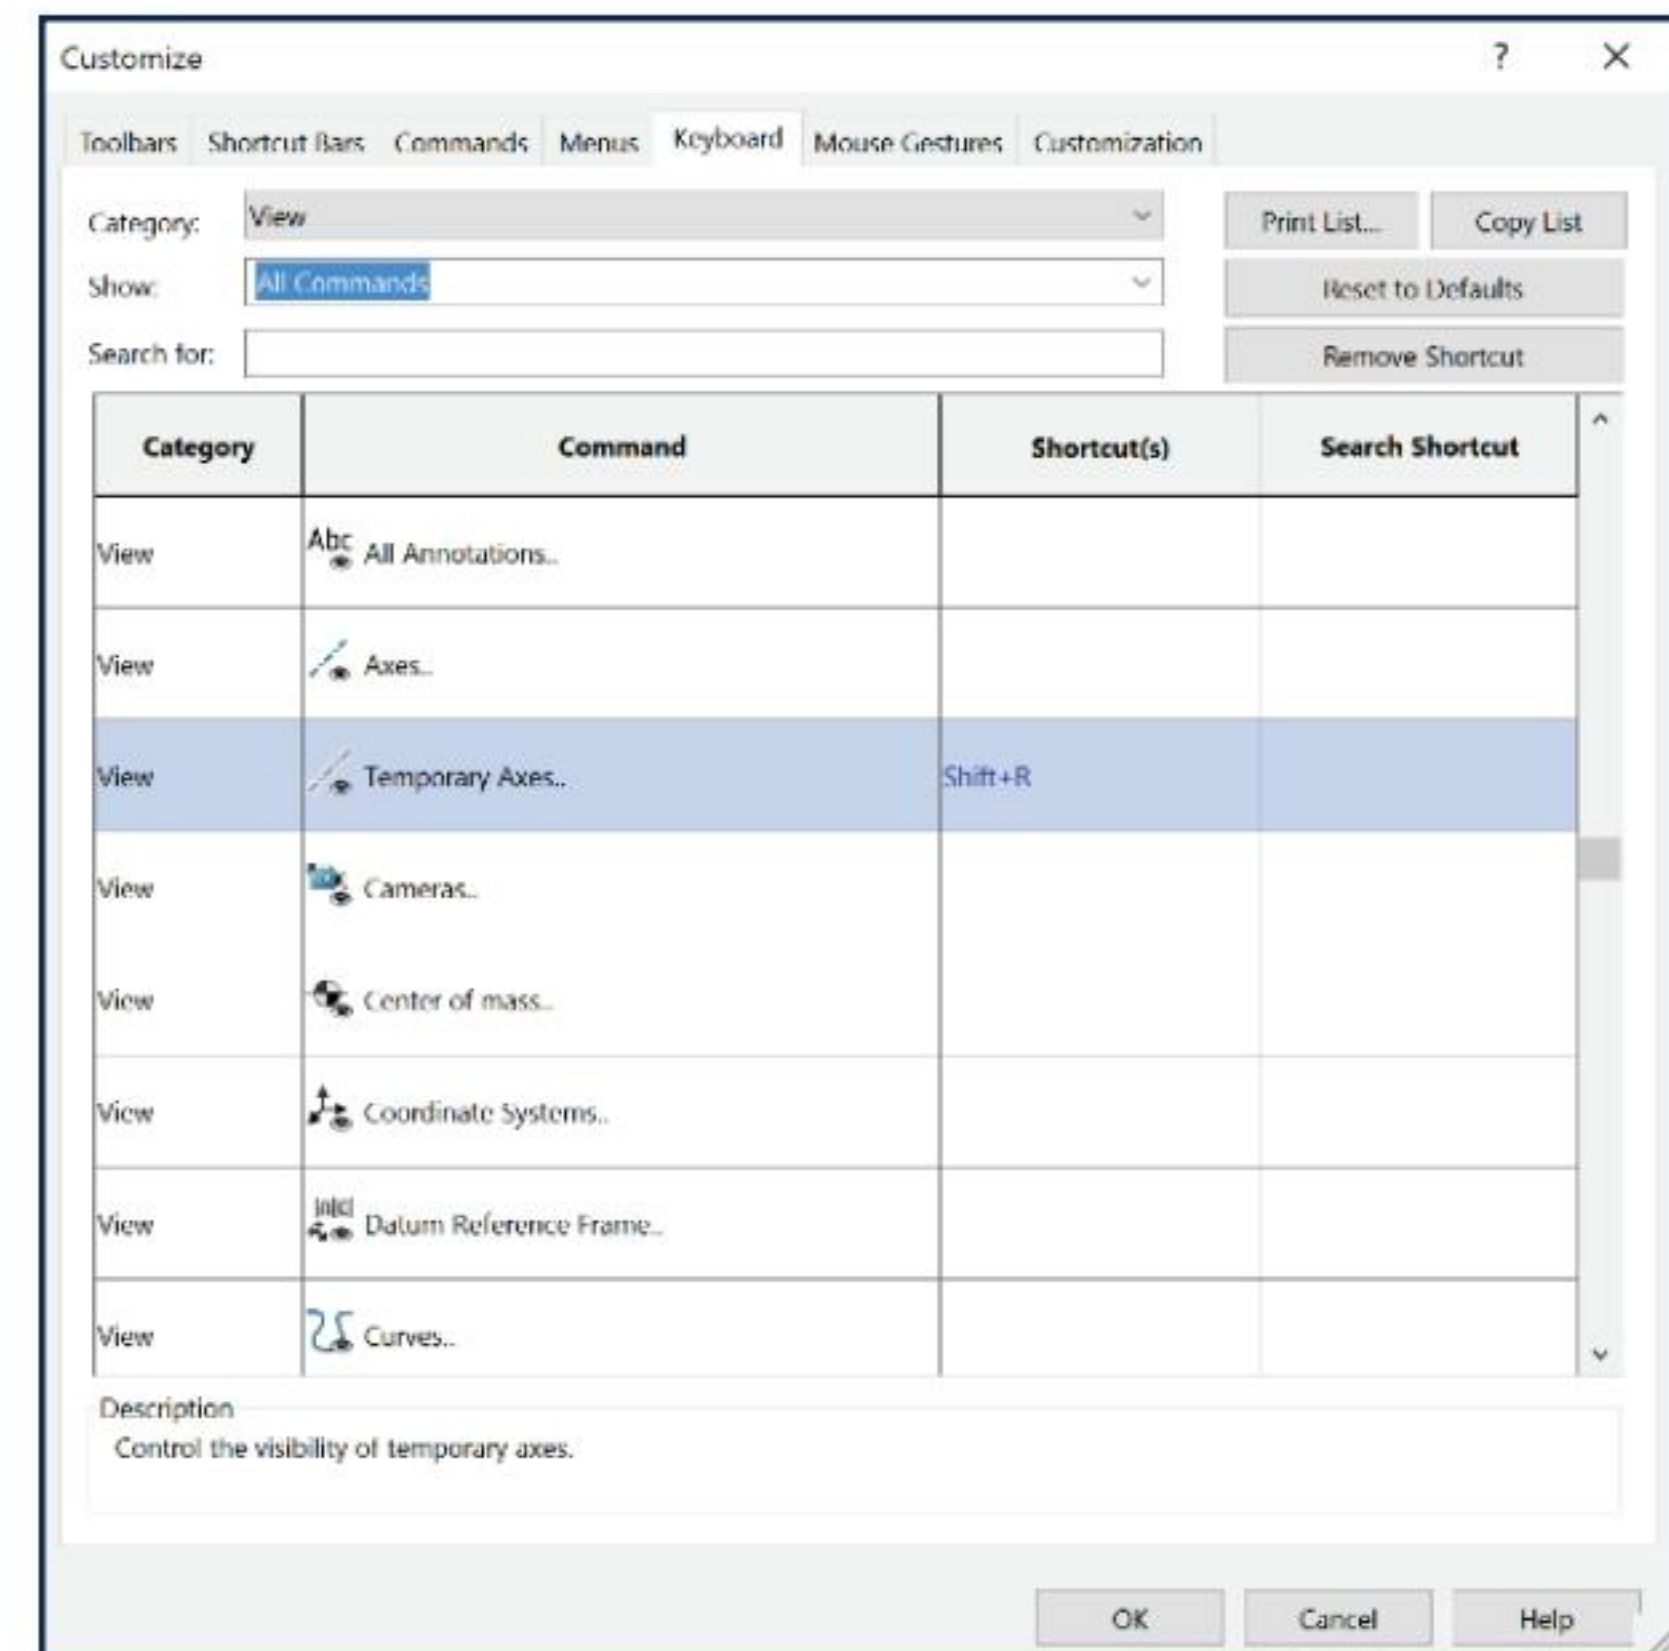 Customize ?
Toolbars Shortcut Bars Commands Menus Keyboard Mouse Gestures Customization
Category: View Print List... Copy List
Show: All Commands Reset to Defaults
Search for: Remove Shortcut
Category Command Shortcut(s) Search Shortcut
View Abc All Annotations..
View Axes..
View Temporary Axes.. Shift+R
View Cameras..
View Center of mass..
View Coordinate Systems..
View Datum Reference Frame..
View Curves..
Description
Control the visibility of temporary axes.
OK Cancel Help